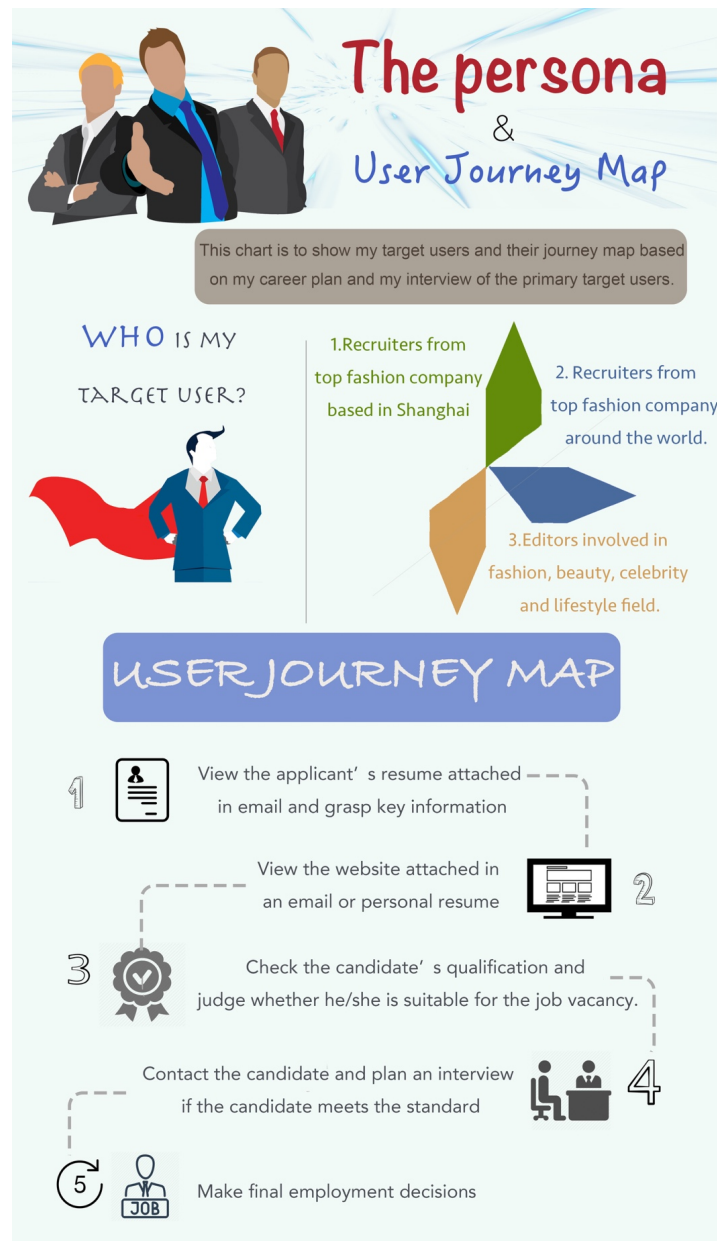 The persona
&
User Journey Map
This chart is to show my target users and their journey map based
on my career plan and my interview of the primary target users.
WHO IS MY
TARGET USER?
1.Recruiters from
top fashion company
based in Shanghai
2. Recruiters from
top fashion company
around the world.
3.Editors involved in
fashion, beauty, celebrity
and lifestyle field.
USER JOURNEY MAP
1
View the applicant’ s resume attached
in email and grasp key information
View the website attached in
an email or personal resume
2
3
Check the candidate’ s qualification and
judge whether he/she is suitable for the job vacancy.
Contact the candidate and plan an interview
if the candidate meets the standard
4
5
JOB
Make final employment decisions